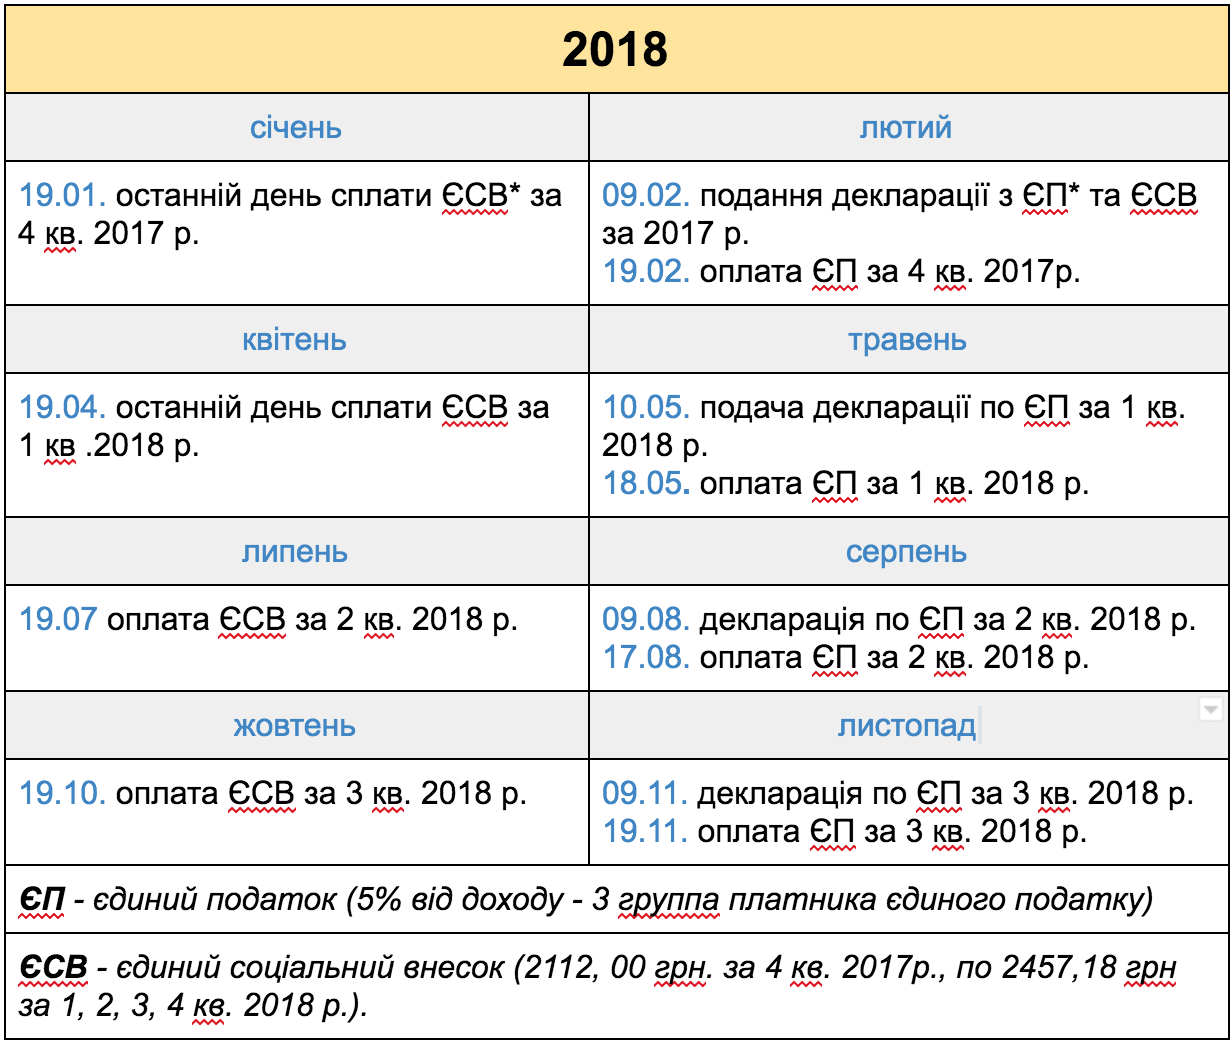 2018
січень
лютий
19.01. останній день сплати ЄСВ* за
4 кв. 2017 р.
09.02. подання декларації з ЄП* та ЄСВ
за 2017 р.
19.02. оплата ЄП за 4 кв. 2017р.
квітень
травень
19.04. останній день сплати ЄСВ за
1 кв .2018 р.
10.05. подача декларації по ЄП за 1 кв.
2018 р.
18.05. оплата ЄП за 1 кв. 2018 р.
липень
серпень
19.07 оплата ЄСВ за 2 кв. 2018 р.
09.08. декларація по ЄП за 2 кв. 2018 р.
17.08. оплата ЄП за 2 кв. 2018 р.
жовтень
листопад
19.10. оплата ЄСВ за 3 кв. 2018 р.
09.11. декларація по ЄП за 3 кв. 2018 р.
19.11. оплата ЄП за 3 кв. 2018 р.
ЄП - єдиний податок (5% від доходу - 3 группа платника єдиного податку)
ЄСВ - єдиний соціальний внесок (2112, 00 грн. за 4 кв. 2017р., по 2457,18 грн
за 1, 2, 3, 4 кв. 2018 р.).